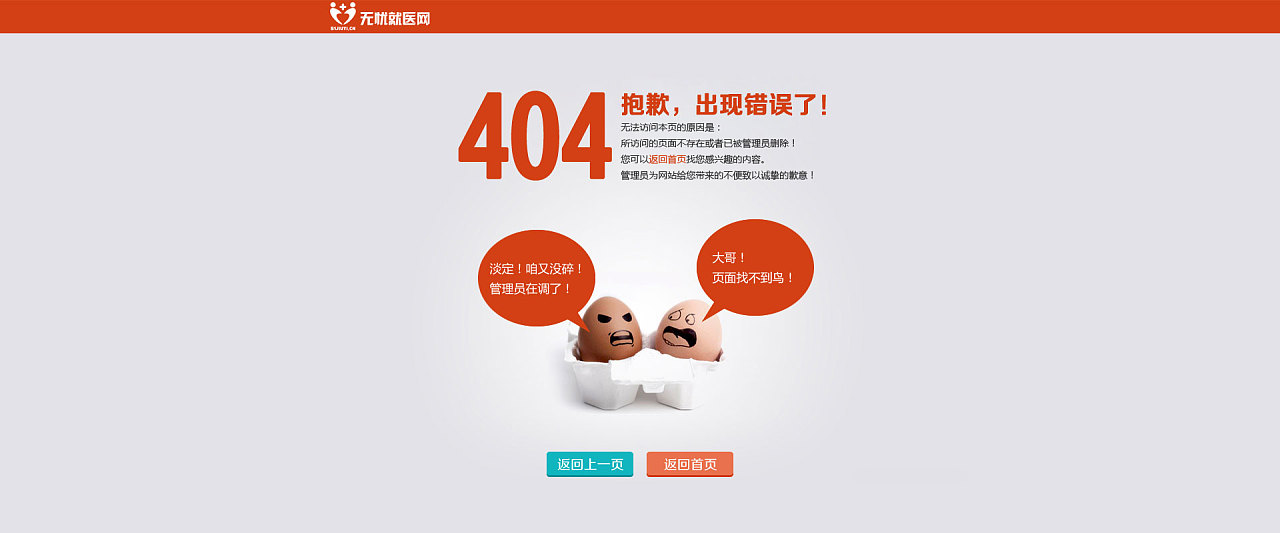 无忧就医网
404
抱歉，出现错误了！
无法访问本页的原因是：
所访问的页面不存在或者已被管理员删除！
您可以返回首页找您感兴趣的内容。
管理员为网站给您带来的不便致以诚挚的歉意！
淡定！咱又没碎！
管理员在调了！
大哥！
页面找不到鸟！
返回上一页
返回首页